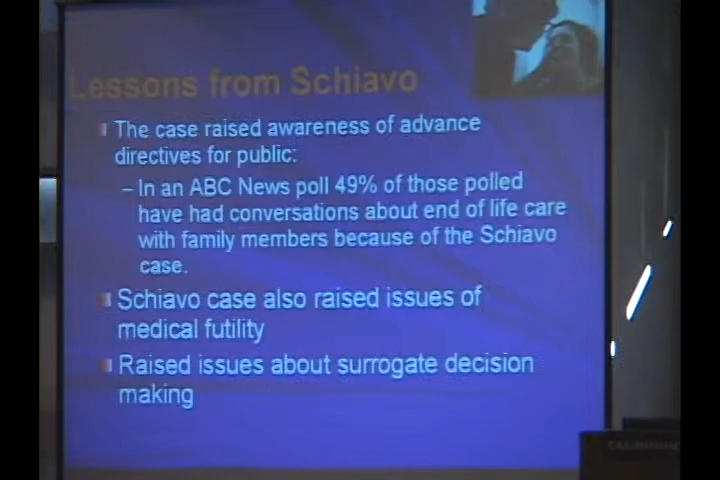 Lessons from Schiavo
The case raised awareness of advance
directives for public:
– In an ABC News poll 49% of those polled
have had conversations about end of life care
with family members because of the Schiavo
case.
Schiavo case also raised issues of
medical futility
Raised issues about surrogate decision
making